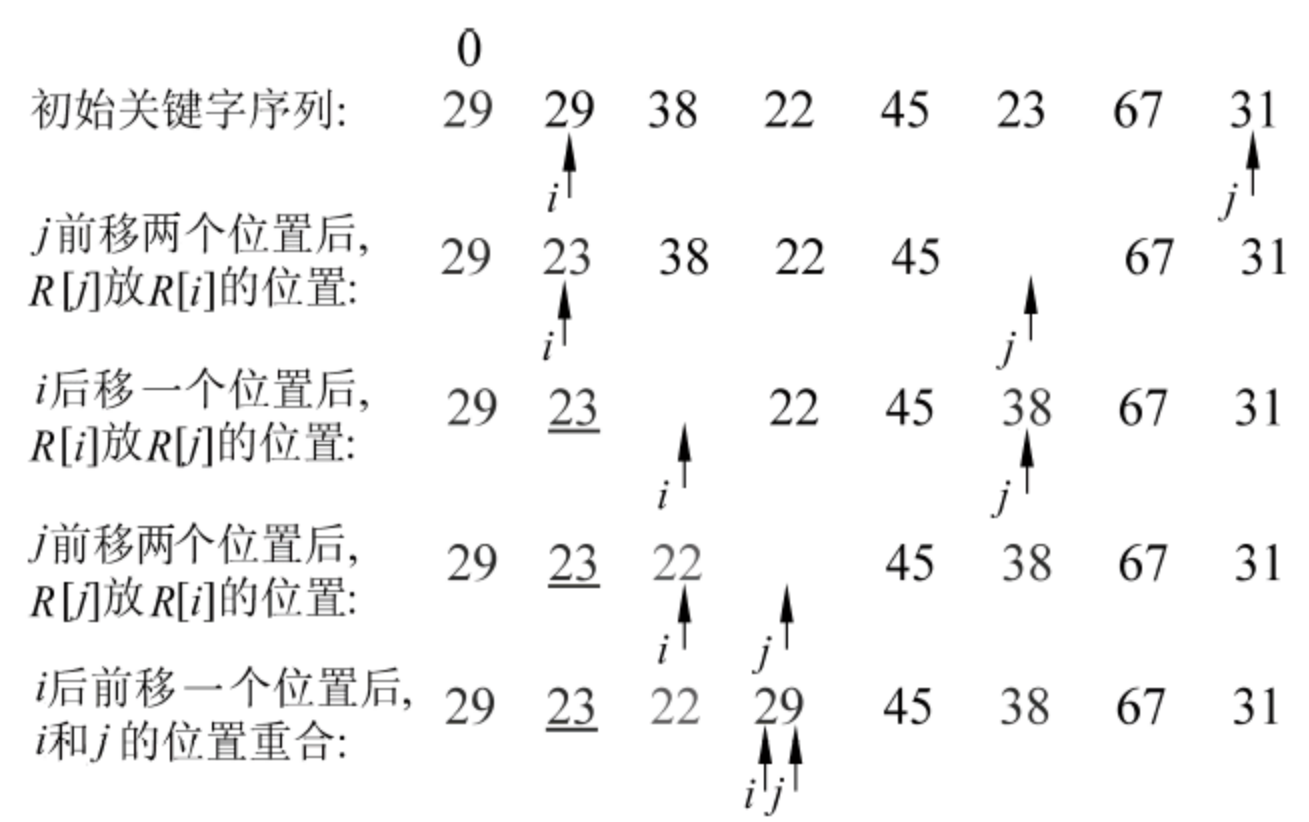 0
初始关键字序列: 29 29 38 22 45 23 67 31
i j
j前移两个位置后,
R[j]放R[i]的位置: 29 23 38 22 45 67 31
i j
i后移一个位置后,
R[i]放R[j]的位置: 29 23 22 45 38 67 31
i j
j前移两个位置后,
R[j]放R[i]的位置: 29 23 22 45 38 67 31
i j
i后前移一个位置后,
i和j的位置重合: 29 23 22 29 45 38 67 31
i j